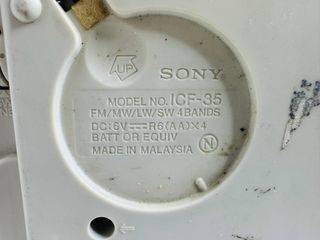 UP
SONY
MODEL NO. ICF-35
FM/MW/LW/SW 4BANDS
DC:6V⎓R6(AA)×4
BATT OR EQUIV
MADE IN MALAYSIA N